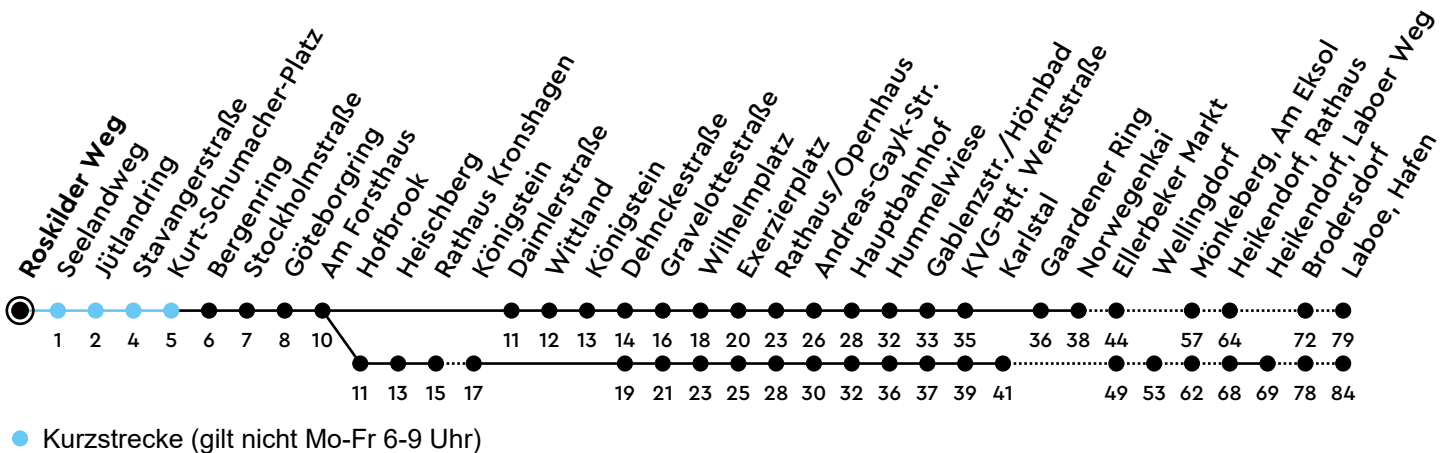 Roskilder Weg
Seelandweg
Jütlandring
Stavangerstraße
Kurt-Schumacher-Platz
Bergenring
Stockholmstraße
Göteborgring
Am Forsthaus
Hofbrook
Heischberg
Rathaus Kronshagen
Königstein
Daimlerstraße
Wittland
Königstein
Dehnckestraße
Gravelottestraße
Wilhelmplatz
Exerzierplatz
Rathaus/Opernhaus
Andreas-Gayk-Str.
Hauptbahnhof
Hummelwiese
Gablenzstr./Hörnbad
KVG-Btf. Werftstraße
Karlstal
Gaardener Ring
Norwegenkai
Ellerbeker Markt
Wellingdorf
Mönkeberg, Am Eksol
Heikendorf, Rathaus
Heikendorf, Laboer Weg
Brodersdorf
Laboe, Hafen
1 2 4 5 6 7 8 10 11 12 13 14 16 18 20 23 26 28 32 33 35 36 38 44 57 64 72 79
11 13 15 17 19 21 23 25 28 30 32 36 37 39 41 49 53 62 68 69 78 84
Kurzstrecke (gilt nicht Mo-Fr 6-9 Uhr)